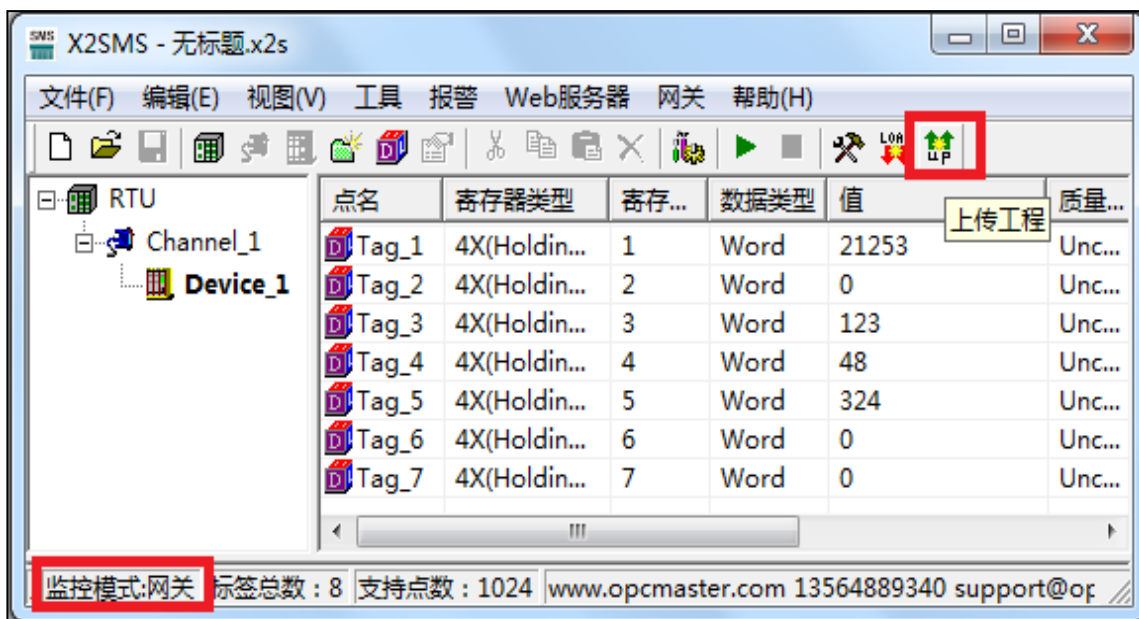 X2SMS - 无标题.x2s
文件(F) 编辑(E) 视图(V) 工具 报警 Web服务器 网关 帮助(H)
RTU
Channel_1
Device_1
点名 寄存器类型 寄存... 数据类型 值 质量...
上传工程
Tag_1 4X(Holdin... 1 Word 21253 Unc...
Tag_2 4X(Holdin... 2 Word 0 Unc...
Tag_3 4X(Holdin... 3 Word 123 Unc...
Tag_4 4X(Holdin... 4 Word 48 Unc...
Tag_5 4X(Holdin... 5 Word 324 Unc...
Tag_6 4X(Holdin... 6 Word 0 Unc...
Tag_7 4X(Holdin... 7 Word 0 Unc...
监控模式:网关 标签总数:8 支持点数:1024 www.opcmaster.com 13564889340 support@op